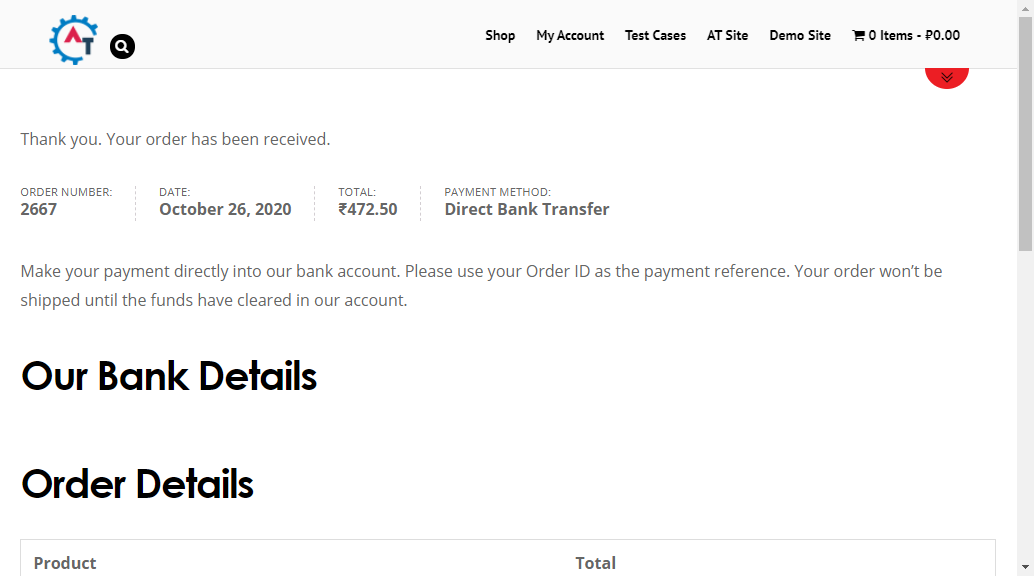 AT
Shop My Account Test Cases AT Site Demo Site 0 Items - ₽0.00
Thank you. Your order has been received.
ORDER NUMBER: DATE: TOTAL: PAYMENT METHOD:
2667 October 26, 2020 ₹472.50 Direct Bank Transfer
Make your payment directly into our bank account. Please use your Order ID as the payment reference. Your order won’t be
shipped until the funds have cleared in our account.
Our Bank Details
Order Details
Product Total